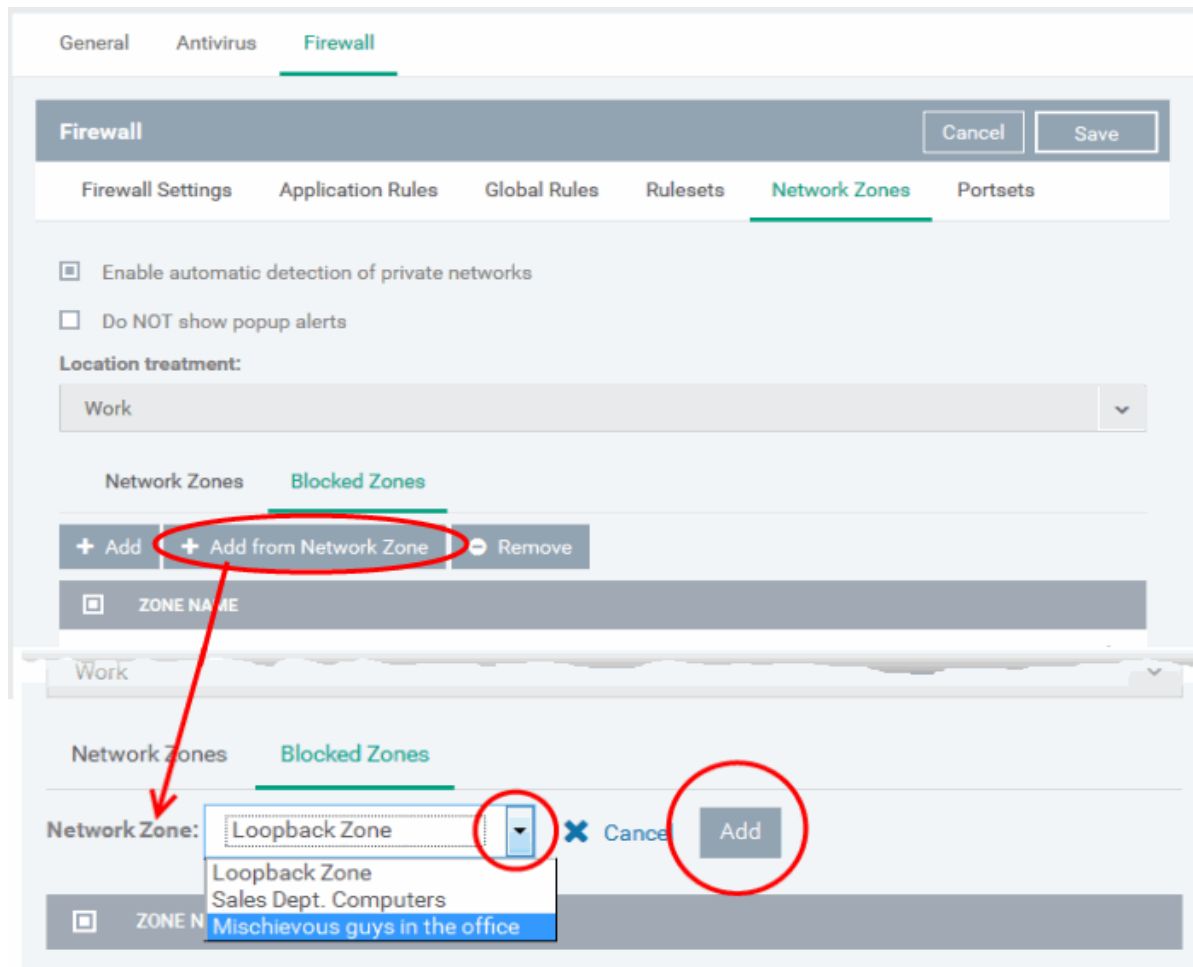 General Antivirus Firewall
Firewall Cancel Save
Firewall Settings Application Rules Global Rules Rulesets Network Zones Portsets
Enable automatic detection of private networks
Do NOT show popup alerts
Location treatment:
Work
Network Zones Blocked Zones
+ Add + Add from Network Zone Remove
ZONE NAME
Work
Network Zones Blocked Zones
Network Zone: Loopback Zone Cancel Add
Loopback Zone
Sales Dept. Computers
ZONE N Mischievous guys in the office